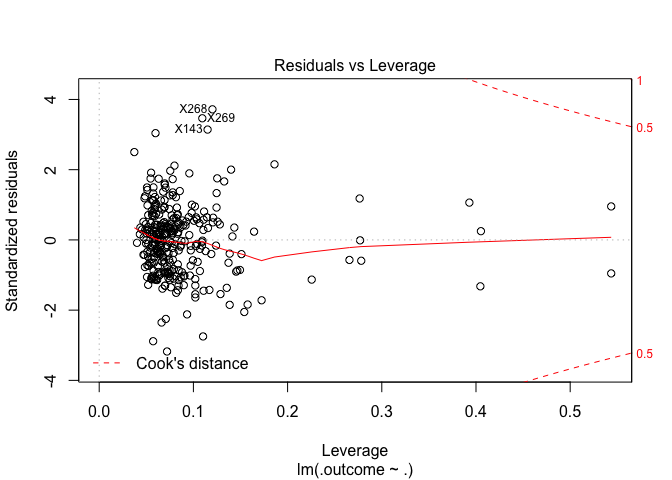 Residuals vs Leverage
1
0.5
4
2
0
-2
-4
Standardized residuals
X268
X269
X143
0.5
Cook's distance
0.0
0.1
0.2
0.3
0.4
0.5
Leverage
lm(.outcome ~ .)